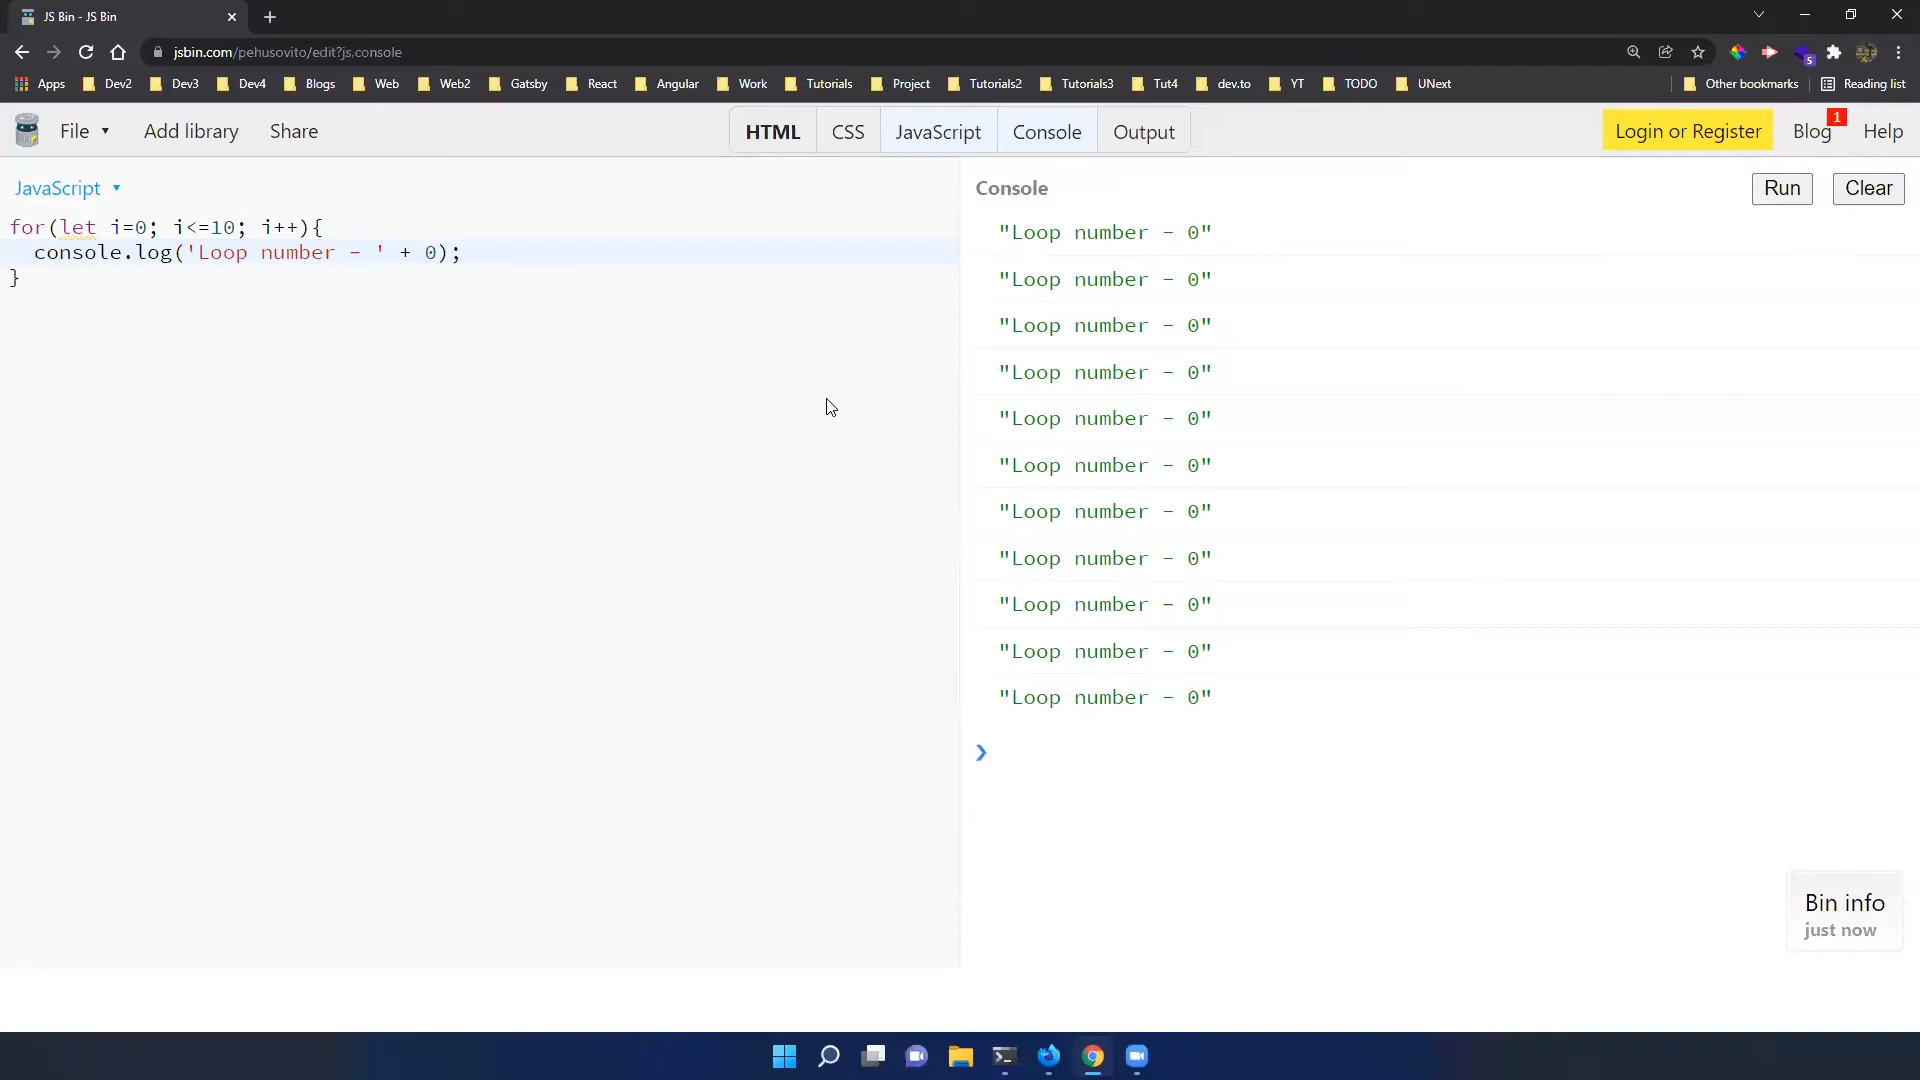 JS Bin - JS Bin
jsbin.com/pehusovito/edit?js,console
5
Apps Dev2 Dev3 Dev4 Blogs Web Web2 Gatsby React Angular Work Tutorials Project Tutorials2 Tutorials3 Tut4 dev.to YT TODO UNext Other bookmarks Reading list
File Add library Share HTML CSS JavaScript Console Output Login or Register Blog 1 Help
JavaScript
for(let i=0; i<=10; i++){
console.log('Loop number - ' + 0);
}
Console Run Clear
"Loop number - 0"
"Loop number - 0"
"Loop number - 0"
"Loop number - 0"
"Loop number - 0"
"Loop number - 0"
"Loop number - 0"
"Loop number - 0"
"Loop number - 0"
"Loop number - 0"
"Loop number - 0"
Bin info
just now